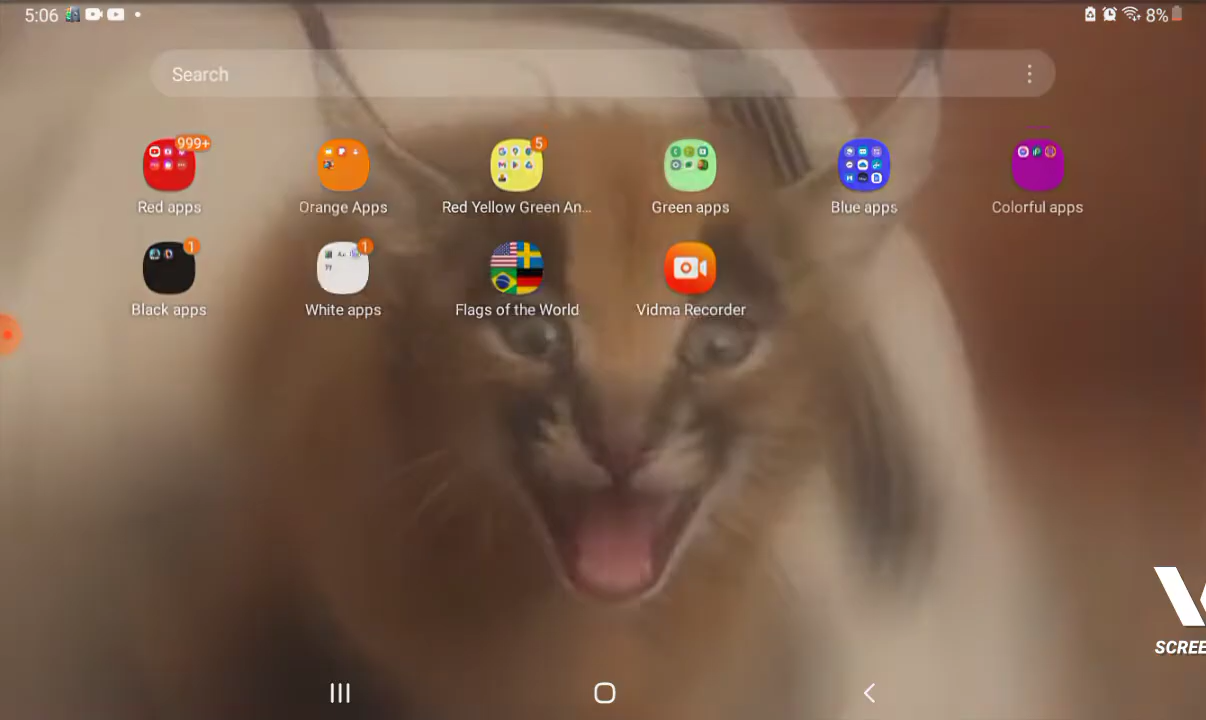 5:06
8%
Search
999+
5
Red apps
Orange Apps
Red Yellow Green An...
Green apps
Blue apps
Colorful apps
1
1
Black apps
White apps
Flags of the World
Vidma Recorder
SCREE